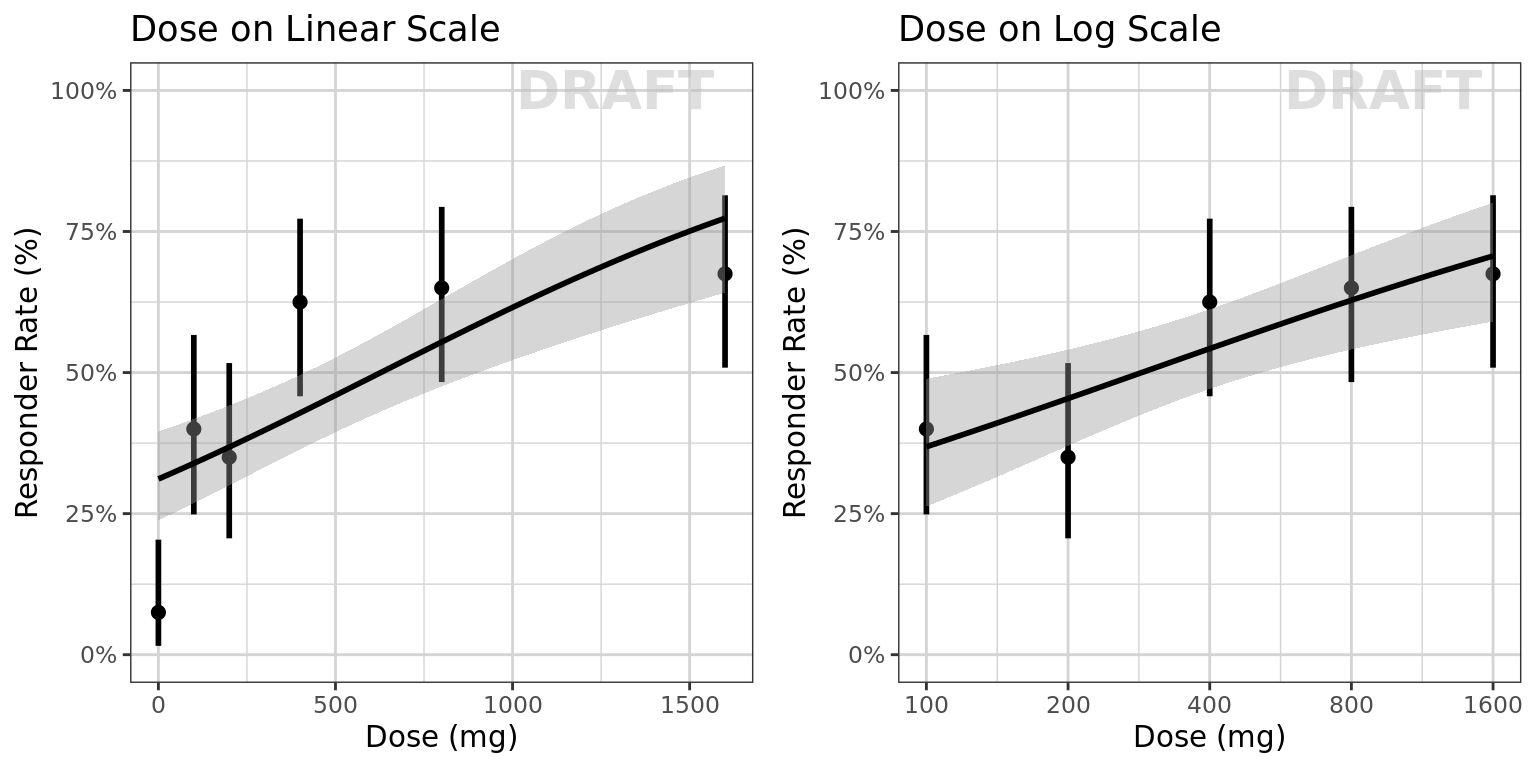 Dose on Linear Scale
DRAFT
100%
75%
50%
25%
0%
Responder Rate (%)
0 500 1000 1500
Dose (mg)
Dose on Log Scale
DRAFT
100%
75%
50%
25%
0%
Responder Rate (%)
100 200 400 800 1600
Dose (mg)